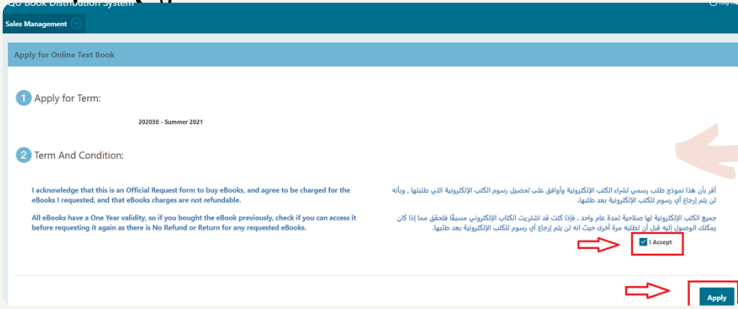 QU Book Distribution System
Sales Management
Apply for Online Text Book
1 Apply for Term:
202030 - Summer 2021
2 Term And Condition:
I acknowledge that this is an Official Request form to buy eBooks, and agree to be charged for the
eBooks I requested, and that eBooks charges are not refundable.
All eBooks have a One Year validity, so if you bought the eBook previously, check if you can access it
before requesting it again as there is No Refund or Return for any requested eBooks.
أقر بأن هذا نموذج طلب رسمي لشراء الكتب الإلكترونية وأوافق على تحصيل رسوم الكتب الإلكترونية التي طلبتها , وبأنه
لن يتم إرجاع أي رسوم للكتب الإلكترونية بعد طلبها.
جميع الكتب الإلكترونية لها صلاحية لمدة عام واحد ، فإذا كنت قد اشتريت الكتاب الإلكتروني مسبقًا فتحقق مما إذا كان
يمكنك الوصول إليه قبل أن تطلبه مرة أخرى حيث انه لن يتم إرجاع أي رسوم للكتب الإلكترونية بعد طلبها.
I Accept
Apply